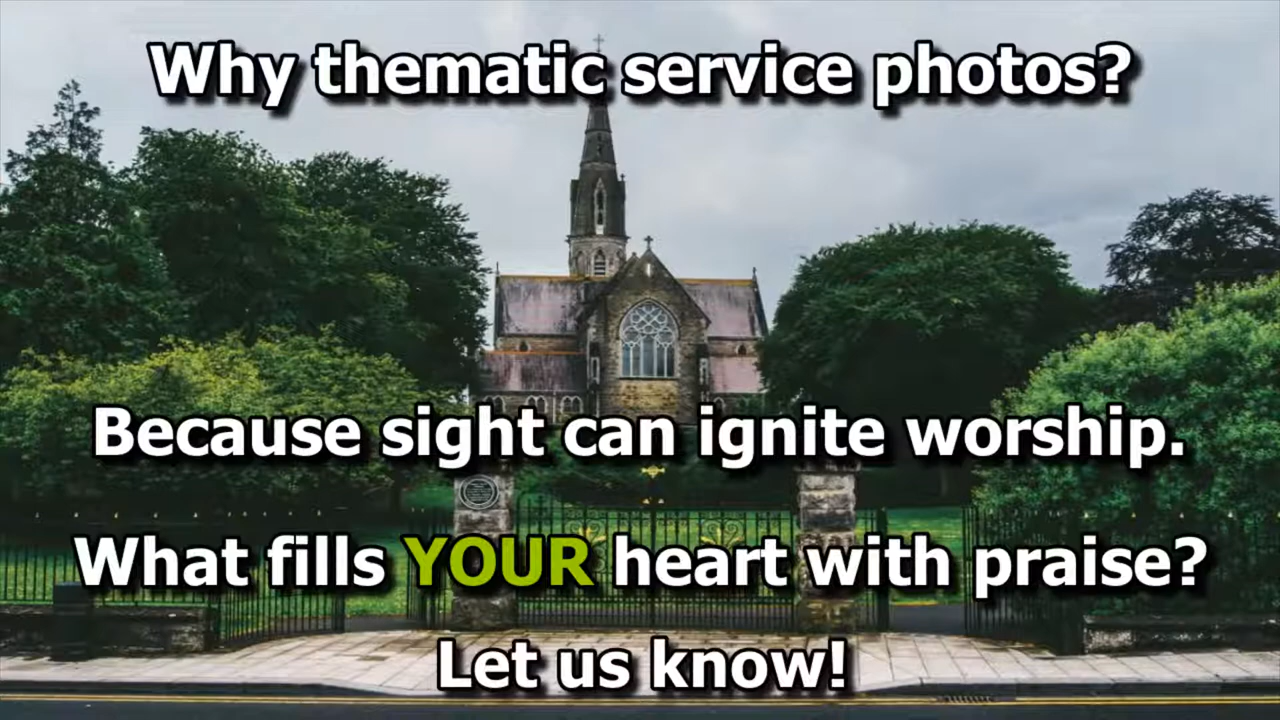 Why thematic service photos?
Because sight can ignite worship.
What fills YOUR heart with praise?
Let us know!